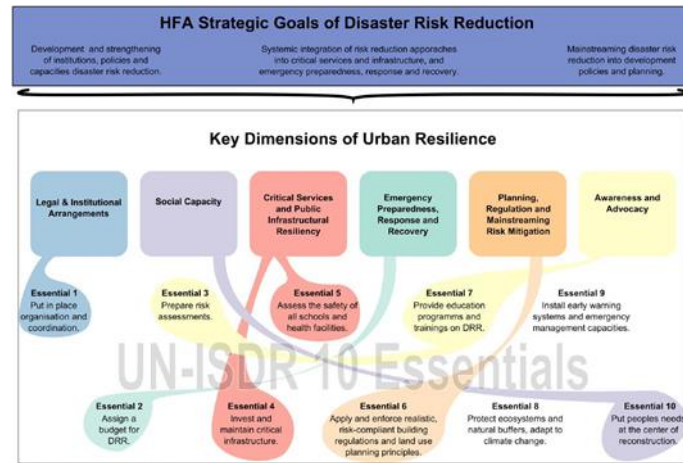 HFA Strategic Goals of Disaster Risk Reduction
Development and strengthening
of institutions, policies and
capacities disaster risk reduction.
Systemic integration of risk reduction apporaches
into critical services and infrastructure, and
emergency preparedness, response and recovery.
Mainstreaming disaster risk
reduction into development
policies and planning.
Key Dimensions of Urban Resilience
Legal & Institutional
Arrangements
Social Capacity
Critical Services
and Public
Infrastructural
Resiliency
Emergency
Preparedness,
Response and
Recovery
Planning,
Regulation and
Mainstreaming
Risk Mitigation
Awareness and
Advocacy
Essential 1
Put in place
organisation and
coordination.
Essential 3
Prepare risk
assessments.
Essential 5
Assess the safety of
all schools and
health facilities.
Essential 7
Provide education
programs and
trainings on DRR.
Essential 9
Install early warning
systems and emergency
management capacities.
UN-ISDR 10 Essentials
Essential 2
Assign a
budget for
DRR.
Essential 4
Invest and
maintain critical
infrastructure.
Essential 6
Apply and enforce realistic,
risk-compliant building
regulations and land use
planning principles.
Essential 8
Protect ecosystems and
natural buffers, adapt to
climate change.
Essential 10
Put peoples needs
at the center of
reconstruction.